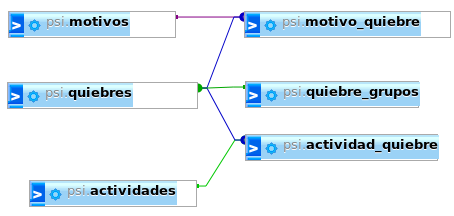 psi.motivos
psi.motivo_quiebre
psi.quiebres
psi.quiebre_grupos
psi.actividad_quiebre
psi.actividades